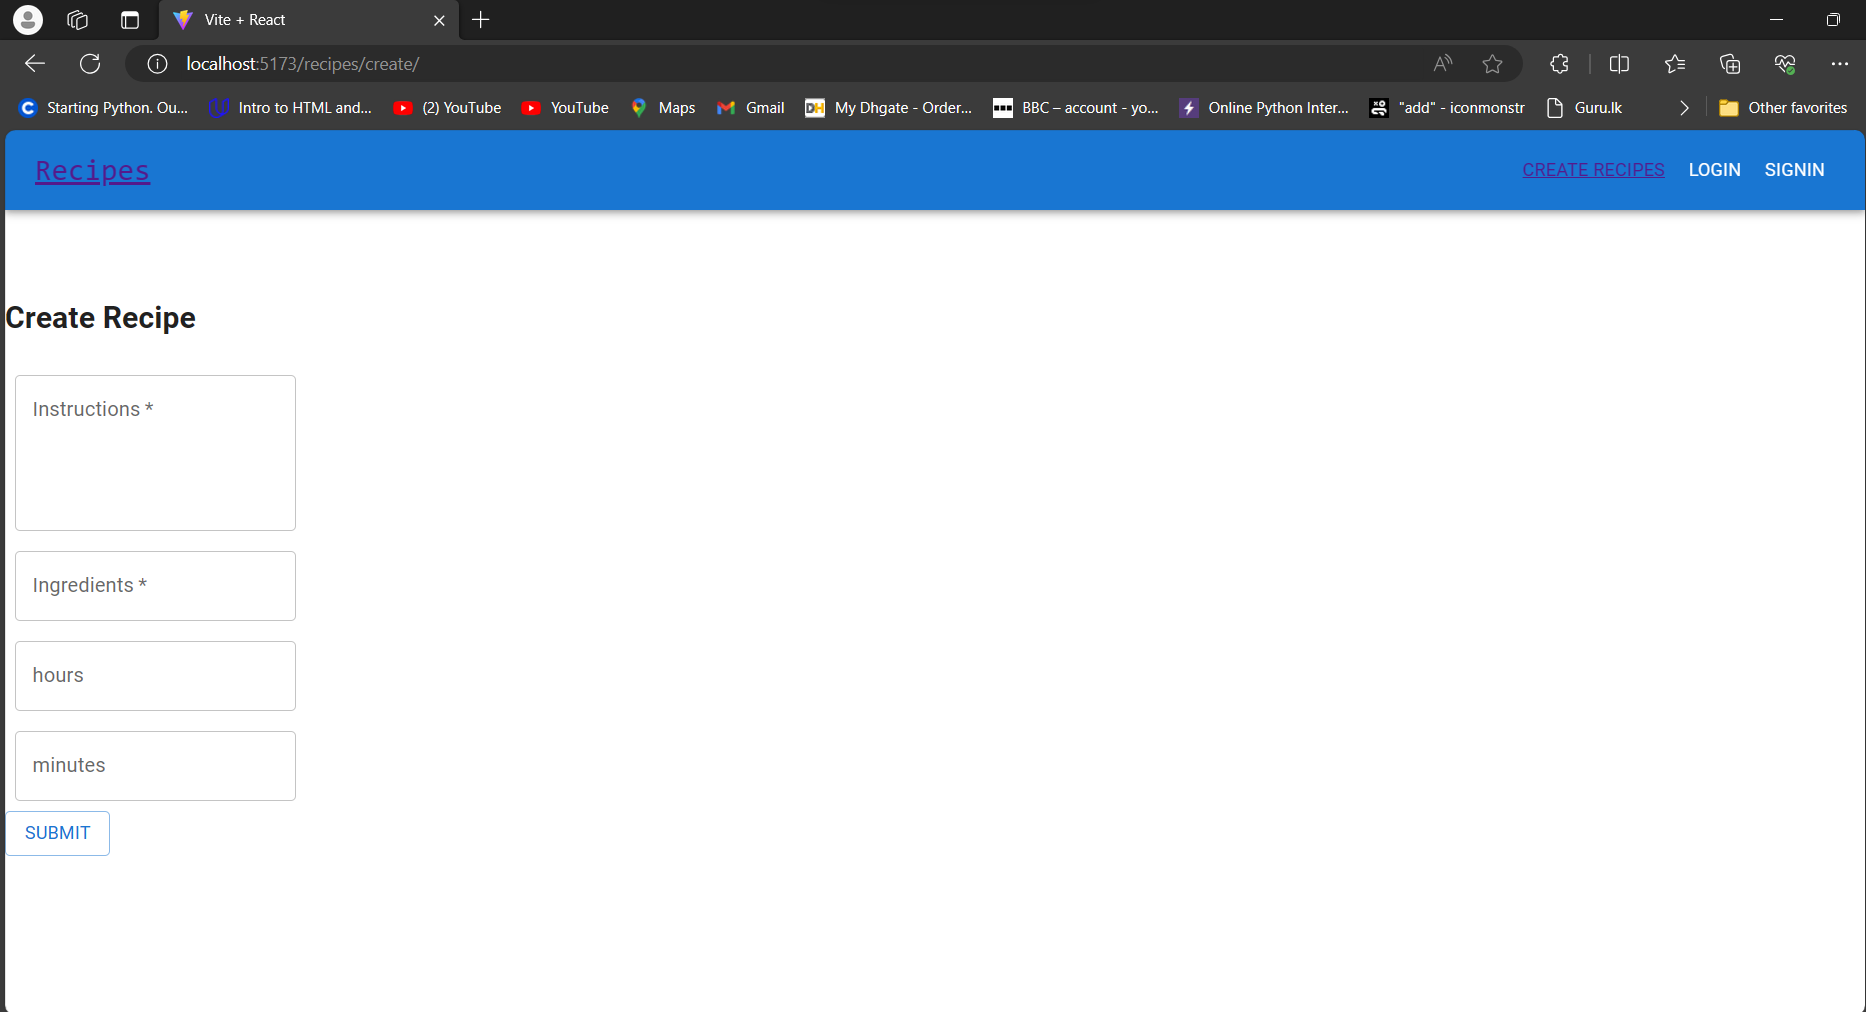 Vite + React
localhost:5173/recipes/create/
Starting Python. Ou... Intro to HTML and... (2) YouTube YouTube Maps Gmail DH My Dhgate - Order... BBC – account - yo... Online Python Inter... "add" - iconmonstr Guru.lk Other favorites
Recipes CREATE RECIPES LOGIN SIGNIN
Create Recipe
Instructions *
Ingredients *
hours
minutes
SUBMIT